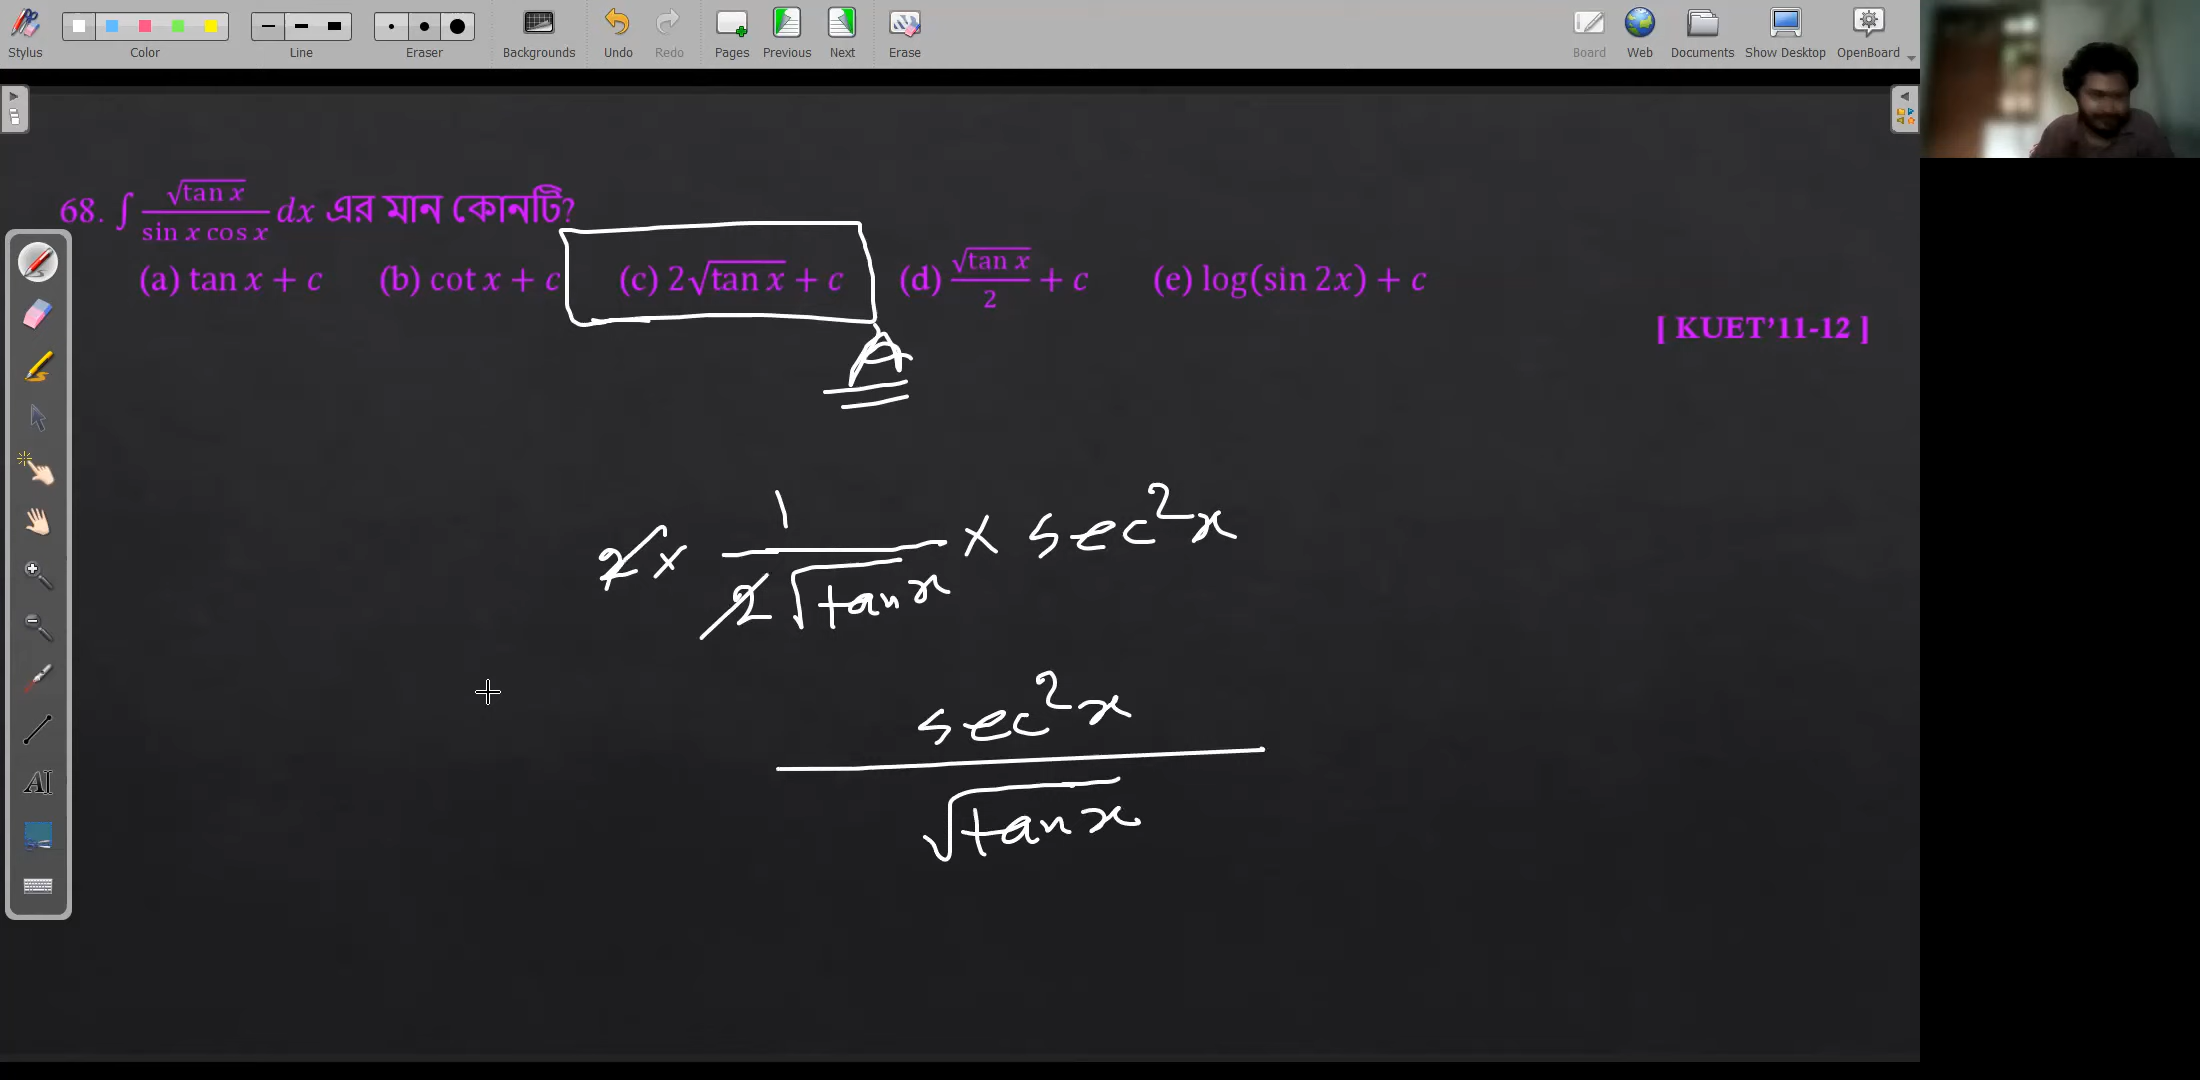 Stylus Color Line Eraser Backgrounds Undo Redo Pages Previous Next Erase Board Web Documents Show Desktop OpenBoard
68. ∫ √tan x / sin x cos x dx এর মান কোনটি?
(a) tan x + c (b) cot x + c (c) 2√tan x + c (d) √tan x / 2 + c (e) log(sin 2x) + c
[ KUET’11-12 ]
A
2 × 1 / 2√tan x × sec²x
sec²x / √tan x
AI